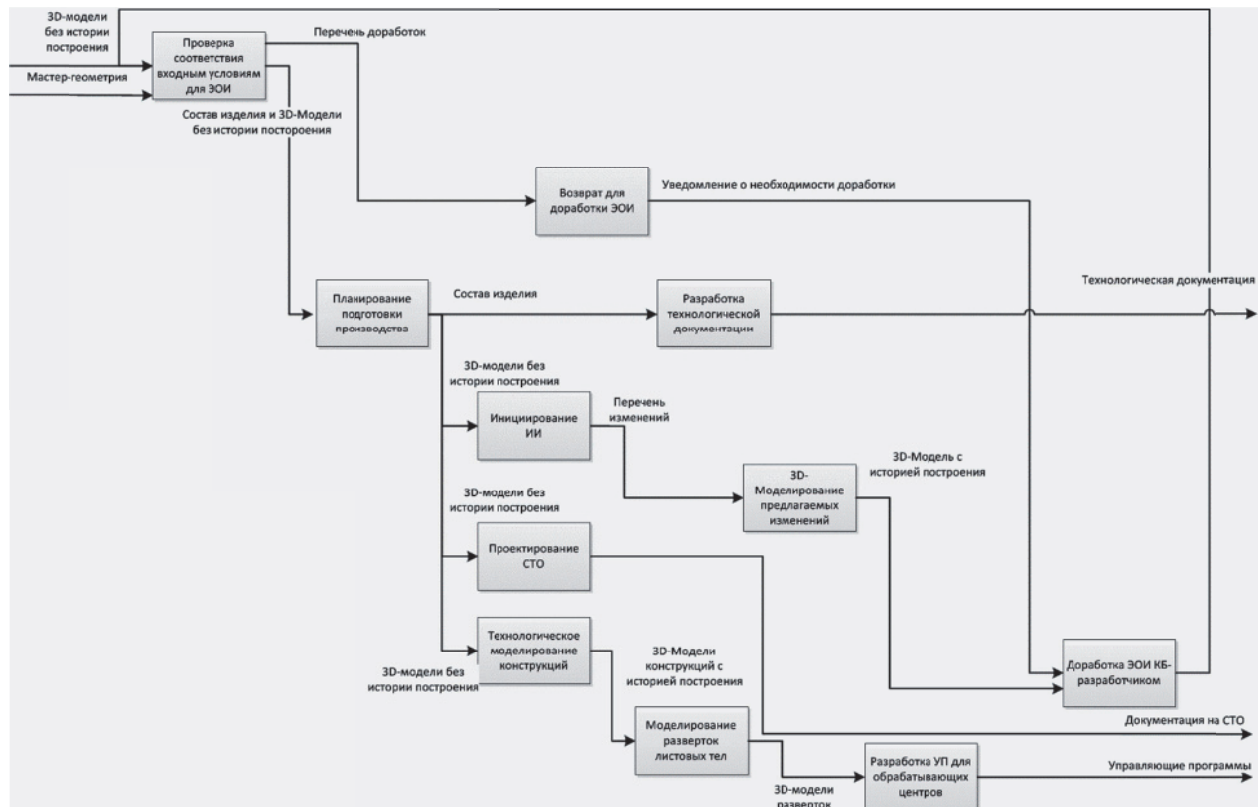 3D-модели
без истории
построения
Проверка
соответствия
входным условиям
для ЭОИ
Перечень доработок
Мастер-геометрия
Состав изделия и 3D-Модели
без истории постороения
Возврат для
доработки ЭОИ
Уведомление о необходимости доработки
Планирование
подготовки
производства
Состав изделия
Разработка
технологической
документации
Технологическая документация
3D-модели без
истории построения
Инициирование
ИИ
Перечень
изменений
3D-
Моделирование
предлагаемых
изменений
3D-Модель с
историей построения
3D-модели без
истории построения
Проектирование
СТО
Технологическое
моделирование
конструкций
3D-модели без
истории построения
3D-Модели
конструкций с
историей построения
Доработка ЭОИ КБ-
разработчиком
Документация на СТО
Моделирование
разверток
листовых тел
3D-модели
разверток
Разработка УП для
обрабатывающих
центров
Управляющие программы